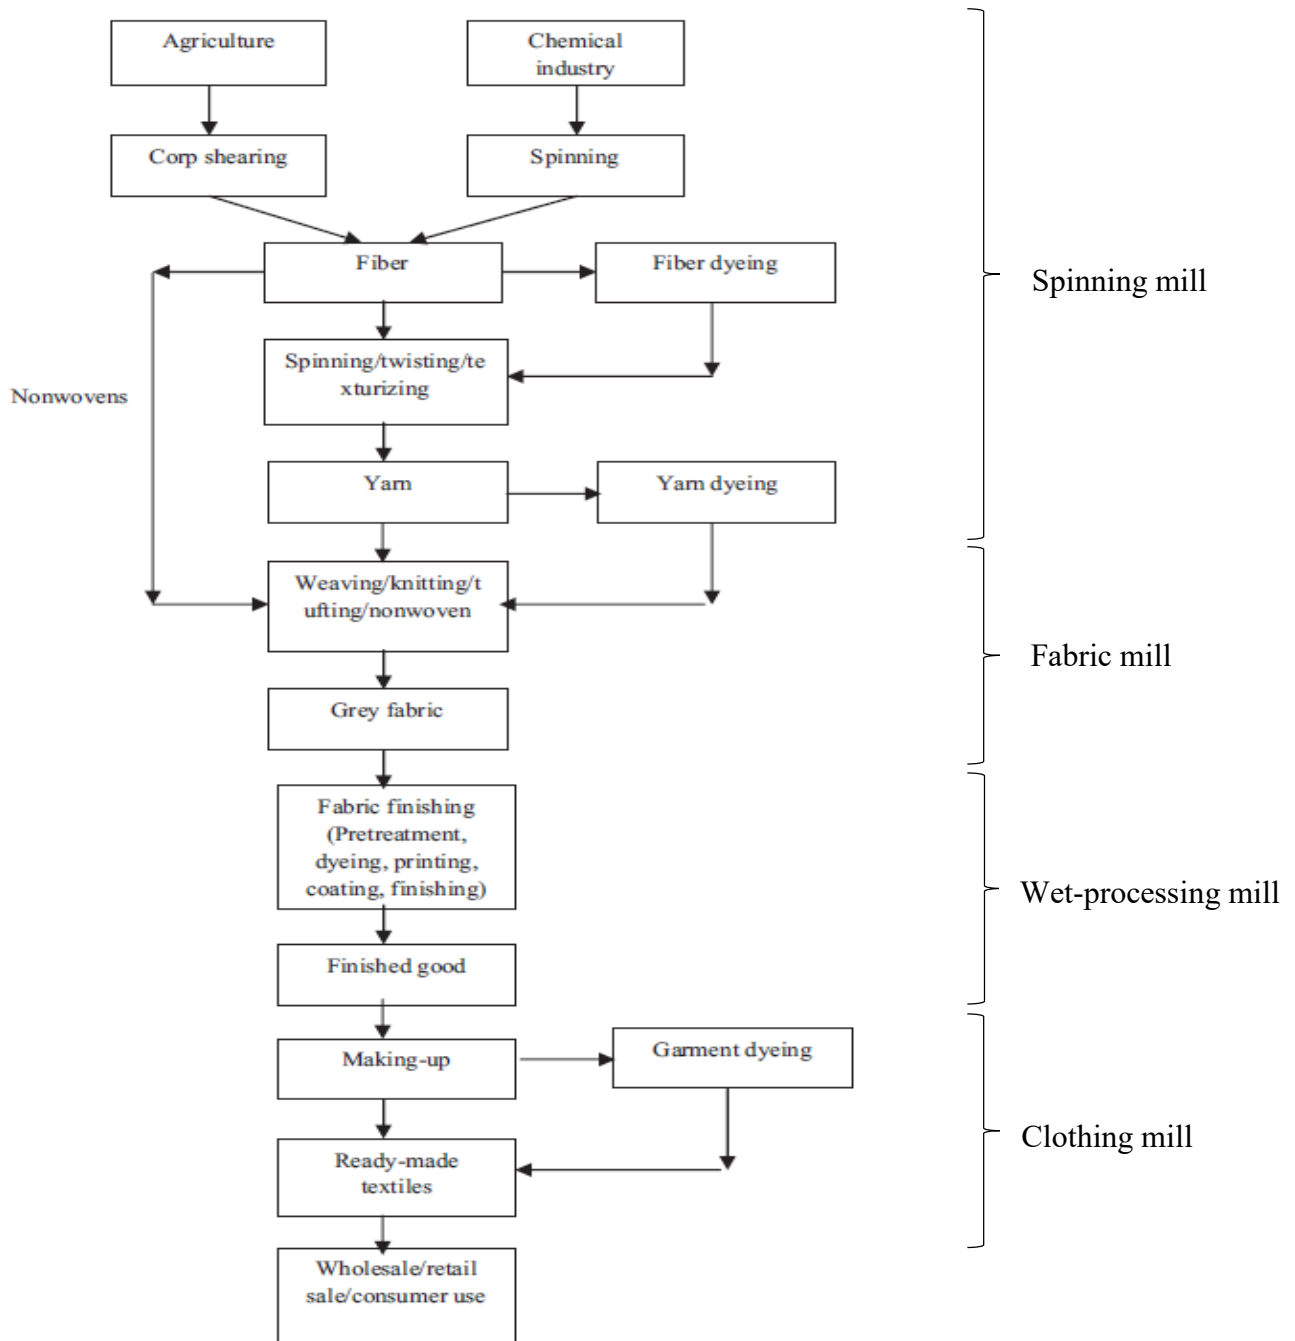 Agriculture
Chemical
industry
Corp shearing
Spinning
Fiber
Fiber dyeing
Spinning mill
Spinning/twisting/te
xturizing
Nonwovens
Yarn
Yarn dyeing
Weaving/knitting/t
ufting/nonwoven
Fabric mill
Grey fabric
Fabric finishing
(Pretreatment,
dyeing, printing,
coating, finishing)
Wet-processing mill
Finished good
Making-up
Garment dyeing
Clothing mill
Ready-made
textiles
Wholesale/retail
sale/consumer use